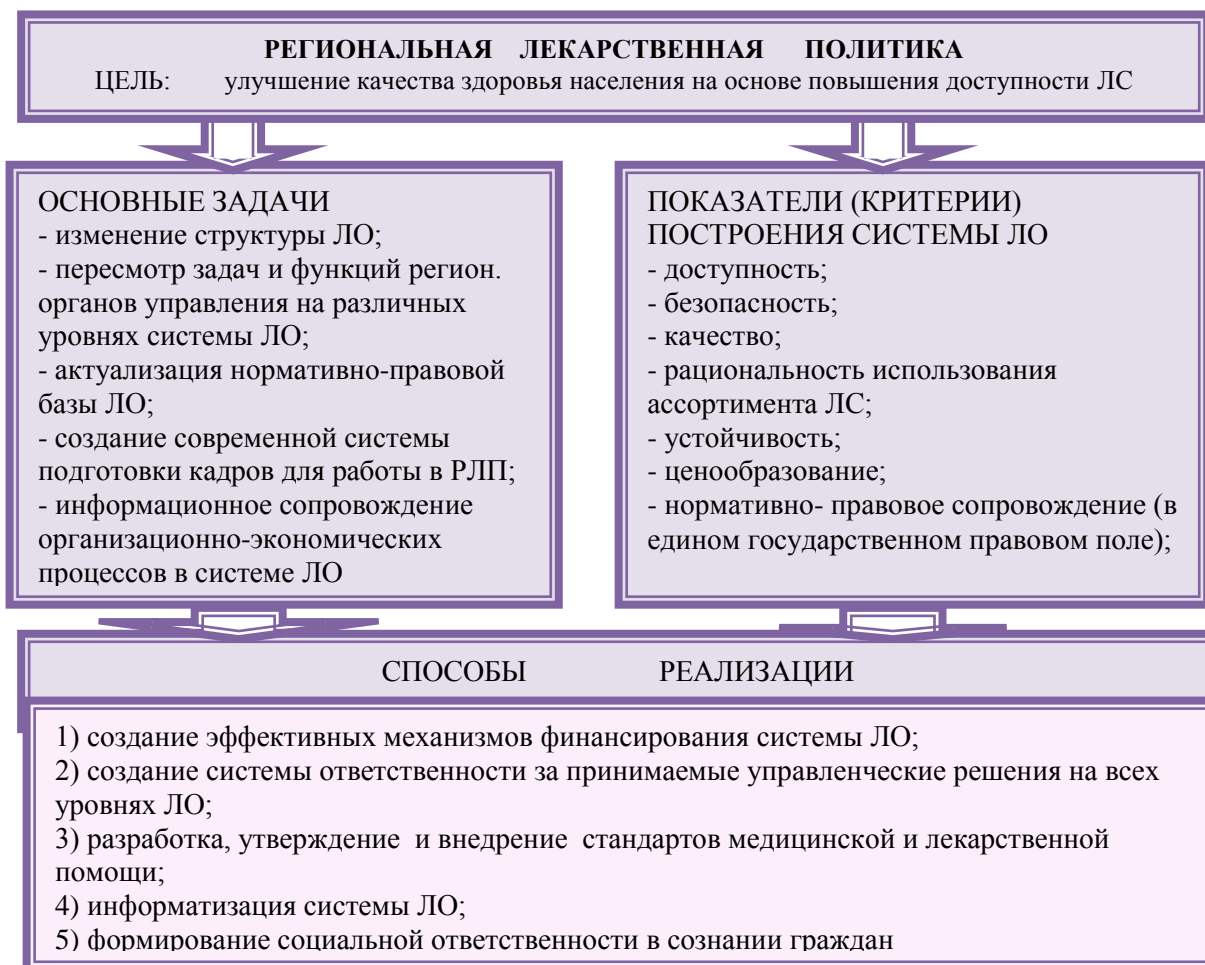 РЕГИОНАЛЬНАЯ ЛЕКАРСТВЕННАЯ ПОЛИТИКА
ЦЕЛЬ: улучшение качества здоровья населения на основе повышения доступности ЛС
ОСНОВНЫЕ ЗАДАЧИ
- изменение структуры ЛО;
- пересмотр задач и функций регион.
органов управления на различных
уровнях системы ЛО;
- актуализация нормативно-правовой
базы ЛО;
- создание современной системы
подготовки кадров для работы в РЛП;
- информационное сопровождение
организационно-экономических
процессов в системе ЛО
ПОКАЗАТЕЛИ (КРИТЕРИИ)
ПОСТРОЕНИЯ СИСТЕМЫ ЛО
- доступность;
- безопасность;
- качество;
- рациональность использования
ассортимента ЛС;
- устойчивость;
- ценообразование;
- нормативно- правовое сопровождение (в
едином государственном правовом поле);
СПОСОБЫ РЕАЛИЗАЦИИ
1) создание эффективных механизмов финансирования системы ЛО;
2) создание системы ответственности за принимаемые управленческие решения на всех
уровнях ЛО;
3) разработка, утверждение и внедрение стандартов медицинской и лекарственной
помощи;
4) информатизация системы ЛО;
5) формирование социальной ответственности в сознании граждан